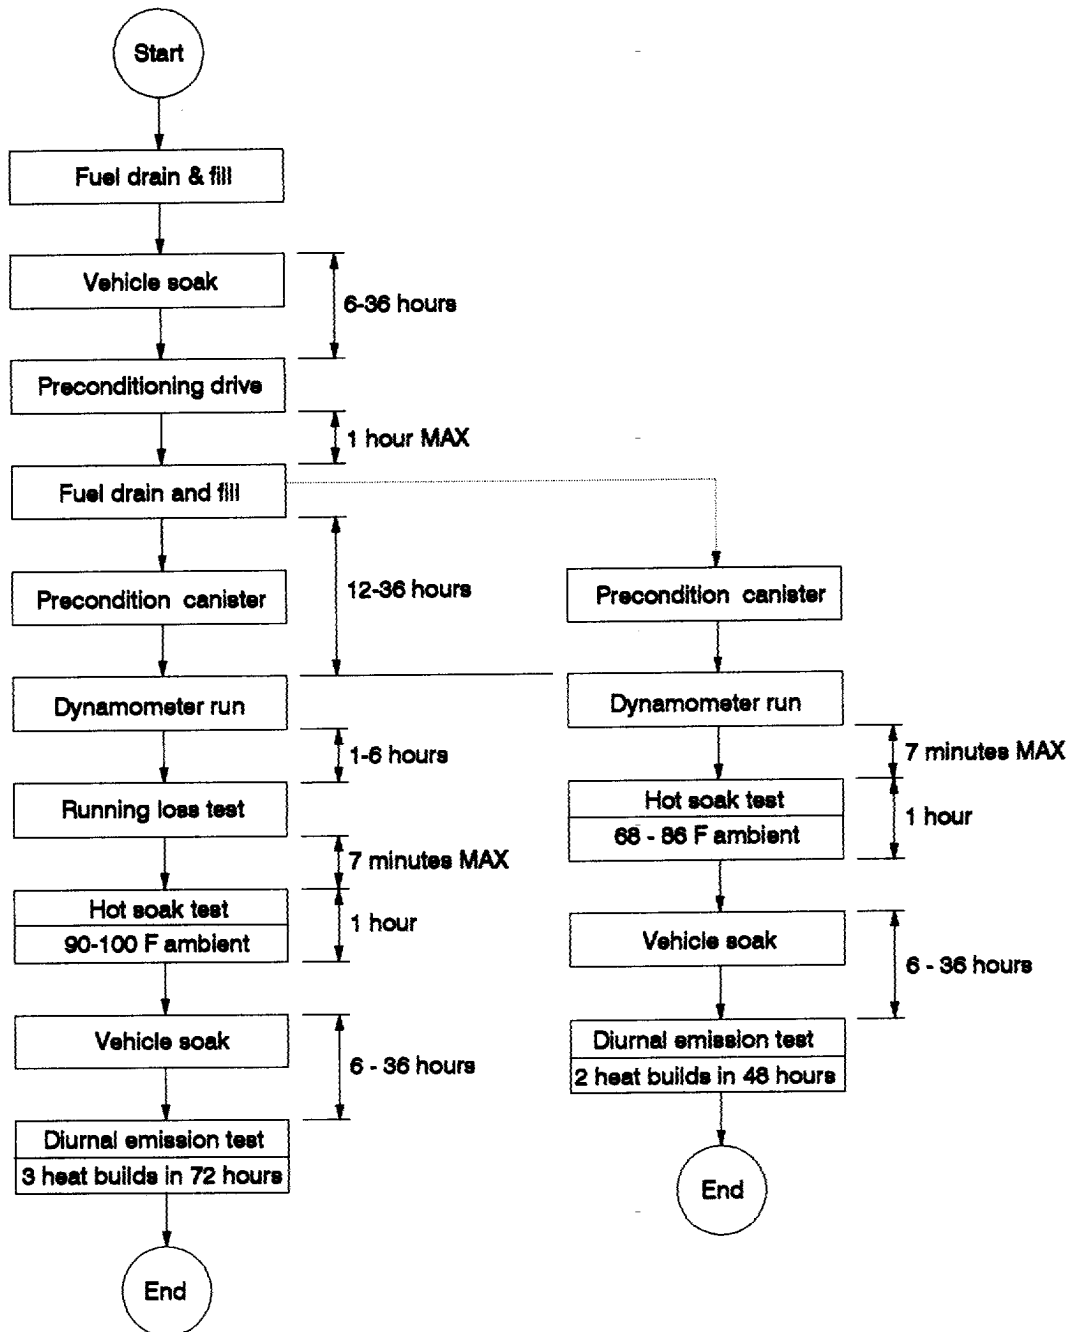 Start
Fuel drain & fill
Vehicle soak
6-36 hours
Preconditioning drive
1 hour MAX
Fuel drain and fill
12-36 hours
Precondition canister
Dynamometer run
1-6 hours
Running loss test
7 minutes MAX
Hot soak test
90-100 F ambient
1 hour
Vehicle soak
6 - 36 hours
Diurnal emission test
3 heat builds in 72 hours
End
Precondition canister
Dynamometer run
7 minutes MAX
Hot soak test
68 - 86 F ambient
1 hour
Vehicle soak
6 - 36 hours
Diurnal emission test
2 heat builds in 48 hours
End